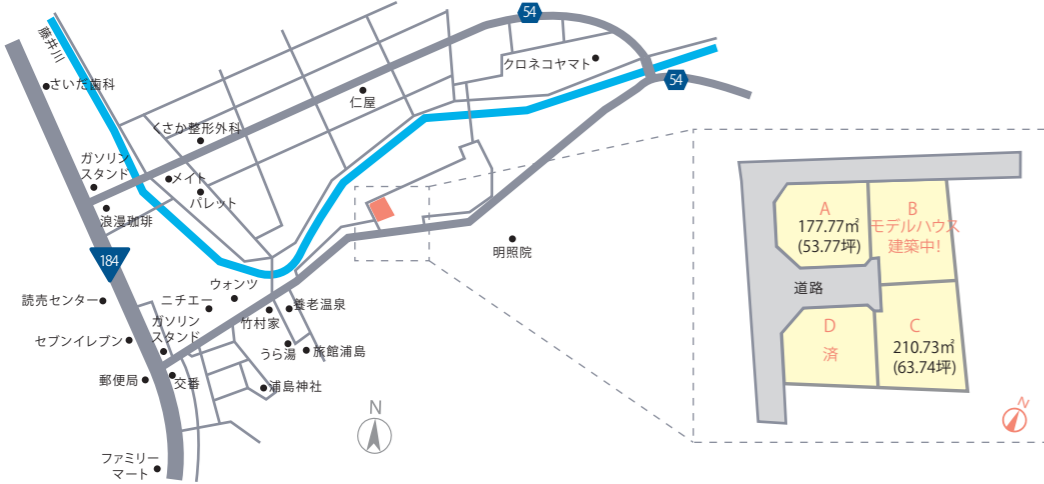 54
藤井川
クロネコヤマト
さいだ歯科
54
仁屋
くさか整形外科
ガソリン
スタンド
メイト
パレット
浪漫珈琲
184
明照院
読売センター
ニチエー
ウォンツ
養老温泉
竹村家
ガソリン
スタンド
セブンイレブン
うら湯
旅館浦島
郵便局
交番
浦島神社
N
ファミリー
マート
A
177.77㎡
(53.77坪)
B
モデルハウス
建築中!
道路
D
済
C
210.73㎡
(63.74坪)
N